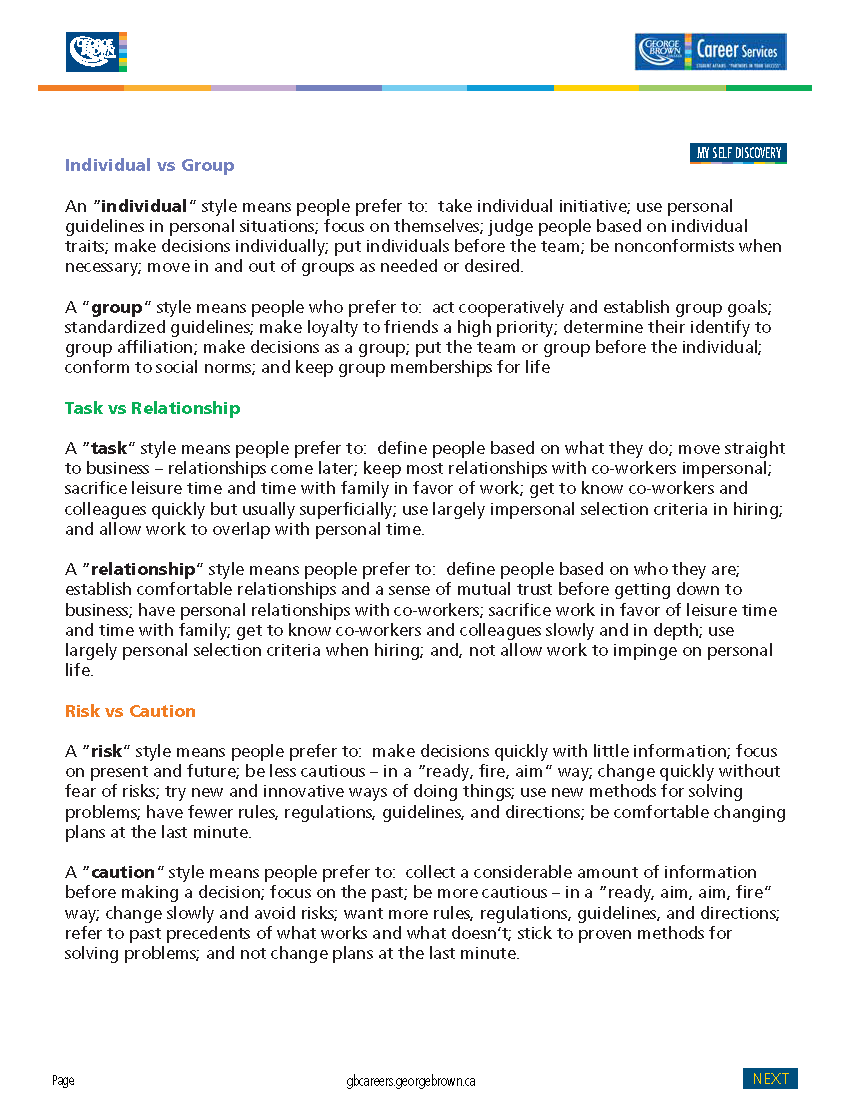 GEORGE
BROWN
GEORGE
BROWN
Career Services
STUDENT AFFAIRS: "PARTNERS IN YOUR SUCCESS"
MY SELF DISCOVERY
Individual vs Group
An "individual" style means people prefer to:  take individual initiative; use personal
guidelines in personal situations; focus on themselves; judge people based on individual
traits; make decisions individually; put individuals before the team; be nonconformists when
necessary; move in and out of groups as needed or desired.
A "group" style means people who prefer to:  act cooperatively and establish group goals;
standardized guidelines; make loyalty to friends a high priority; determine their identify to
group affiliation; make decisions as a group; put the team or group before the individual;
conform to social norms; and keep group memberships for life
Task vs Relationship
A "task" style means people prefer to:  define people based on what they do; move straight
to business – relationships come later; keep most relationships with co-workers impersonal;
sacrifice leisure time and time with family in favor of work; get to know co-workers and
colleagues quickly but usually superficially; use largely impersonal selection criteria in hiring;
and allow work to overlap with personal time.
A "relationship" style means people prefer to:  define people based on who they are;
establish comfortable relationships and a sense of mutual trust before getting down to
business; have personal relationships with co-workers; sacrifice work in favor of leisure time
and time with family; get to know co-workers and colleagues slowly and in depth; use
largely personal selection criteria when hiring; and, not allow work to impinge on personal
life.
Risk vs Caution
A "risk" style means people prefer to:  make decisions quickly with little information; focus
on present and future; be less cautious – in a "ready, fire, aim" way; change quickly without
fear of risks; try new and innovative ways of doing things; use new methods for solving
problems; have fewer rules, regulations, guidelines, and directions; be comfortable changing
plans at the last minute.
A "caution" style means people prefer to:  collect a considerable amount of information
before making a decision; focus on the past; be more cautious – in a "ready, aim, aim, fire"
way; change slowly and avoid risks; want more rules, regulations, guidelines, and directions;
refer to past precedents of what works and what doesn't; stick to proven methods for
solving problems; and not change plans at the last minute.
Page
gbcareers.georgebrown.ca
NEXT